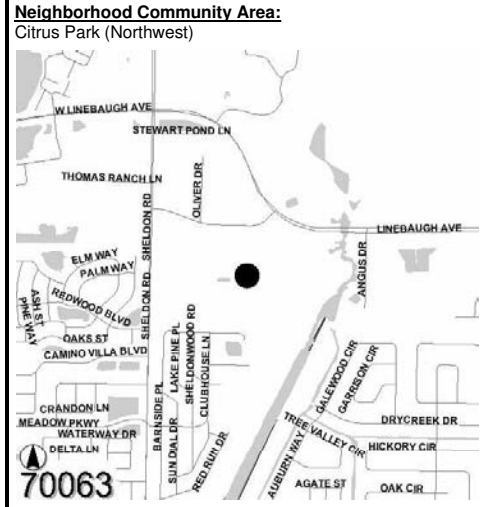 Neighborhood Community Area:
Citrus Park (Northwest)
W LINEBAUGH AVE
STEWART POND LN
THOMAS RANCH LN
OLIVER DR
SHELDON RD
LINEBAUGH AVE
ELM WAY
PALM WAY
ANGUS DR
REDWOOD BLVD
ASH ST
PINE WAY
SHELDON RD
OAKS ST
CAMINO VILLA BLVD
LAKE PINE PL
SHELDONWOOD RD
CLUBHOUSE LN
GALEWOOD CIR
GARRISON CIR
CRANDON LN
MEADOW PKWY
WATERWAY DR
DELTA LN
BARNSIDE PL
SUN DIAL DR
RED RUN DR
TREE VALLEY CIR
DRYCREEK DR
HICKORY CIR
AUBURN WAY
AGATE ST
OAK CIR
70063